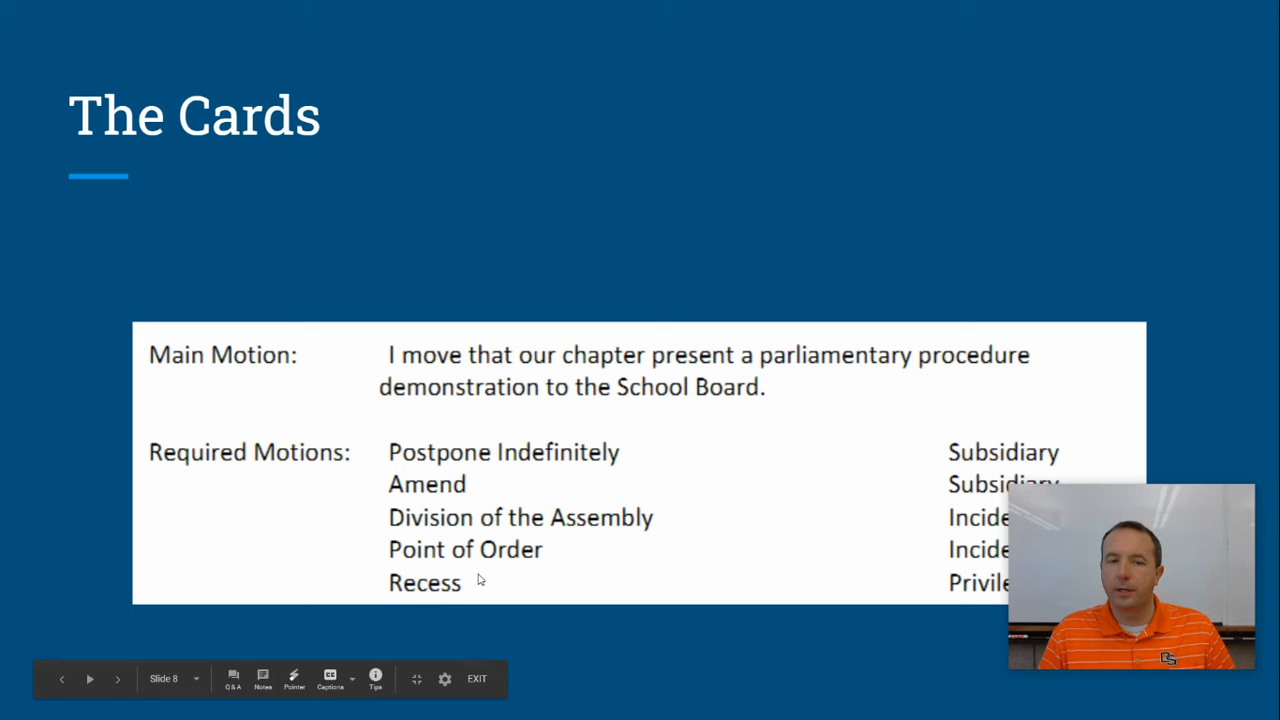 The Cards
Main Motion: I move that our chapter present a parliamentary procedure
demonstration to the School Board.
Required Motions: Postpone Indefinitely Subsidiary
Amend
Division of the Assembly
Point of Order
Recess
Slide 8 Q&A Notes Pointer CC Captions Tips EXIT